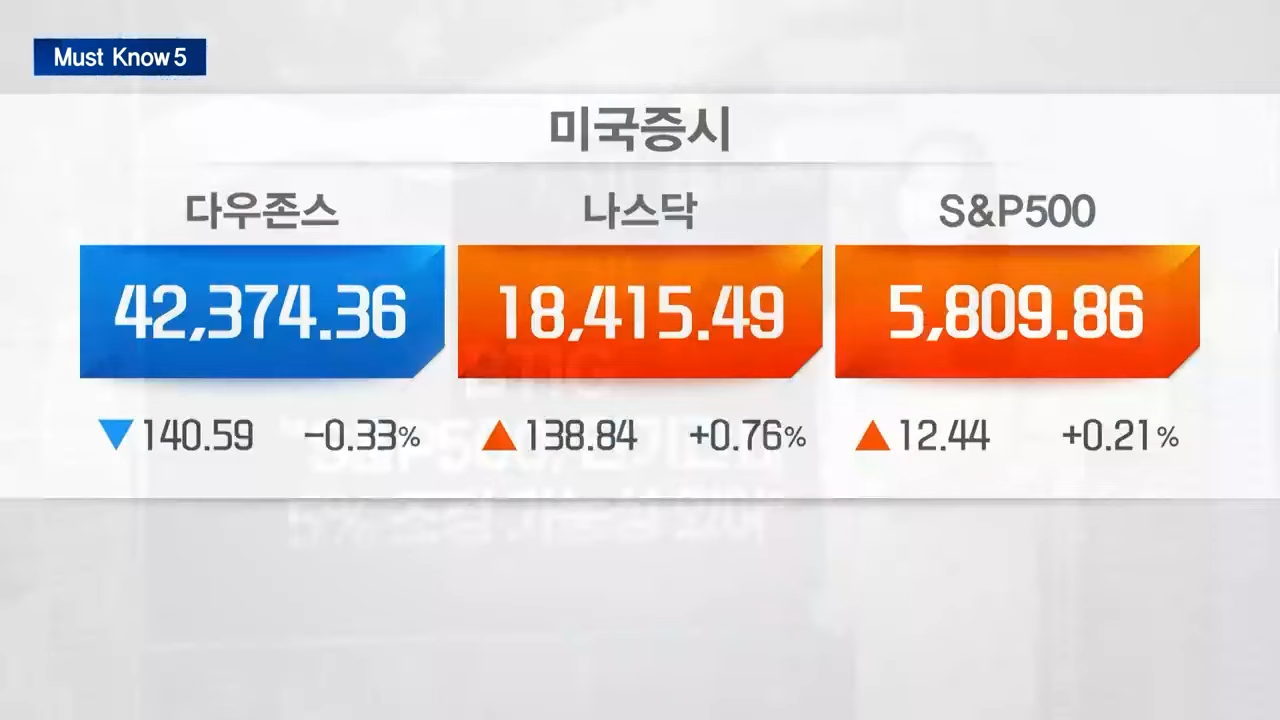 Must Know 5
미국증시
다우존스 나스닥 S&P500
42,374.36 18,415.49 5,809.86
▼140.59 -0.33% ▲138.84 +0.76% ▲12.44 +0.21%